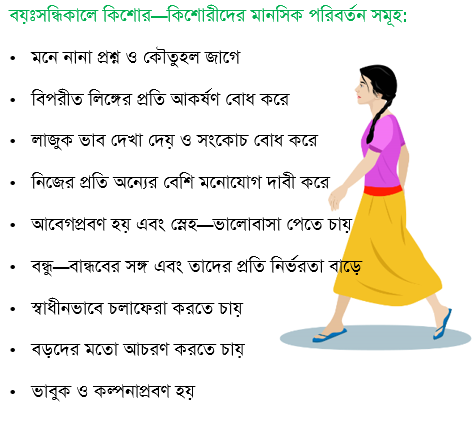 বয়ঃসন্ধিকালে কিশোর—কিশোরীদের মানসিক পরিবর্তন সমূহ:
• মনে নানা প্রশ্ন ও কৌতুহল জাগে
• বিপরীত লিঙ্গের প্রতি আকর্ষণ বোধ করে
• লাজুক ভাব দেখা দেয় ও সংকোচ বোধ করে
• নিজের প্রতি অন্যের বেশি মনোযোগ দাবী করে
• আবেগপ্রবণ হয় এবং স্নেহ—ভালোবাসা পেতে চায়
• বন্ধু—বান্ধবের সঙ্গ এবং তাদের প্রতি নির্ভরতা বাড়ে
• স্বাধীনভাবে চলাফেরা করতে চায়
• বড়দের মতো আচরণ করতে চায়
• ভাবুক ও কল্পনাপ্রবণ হয়